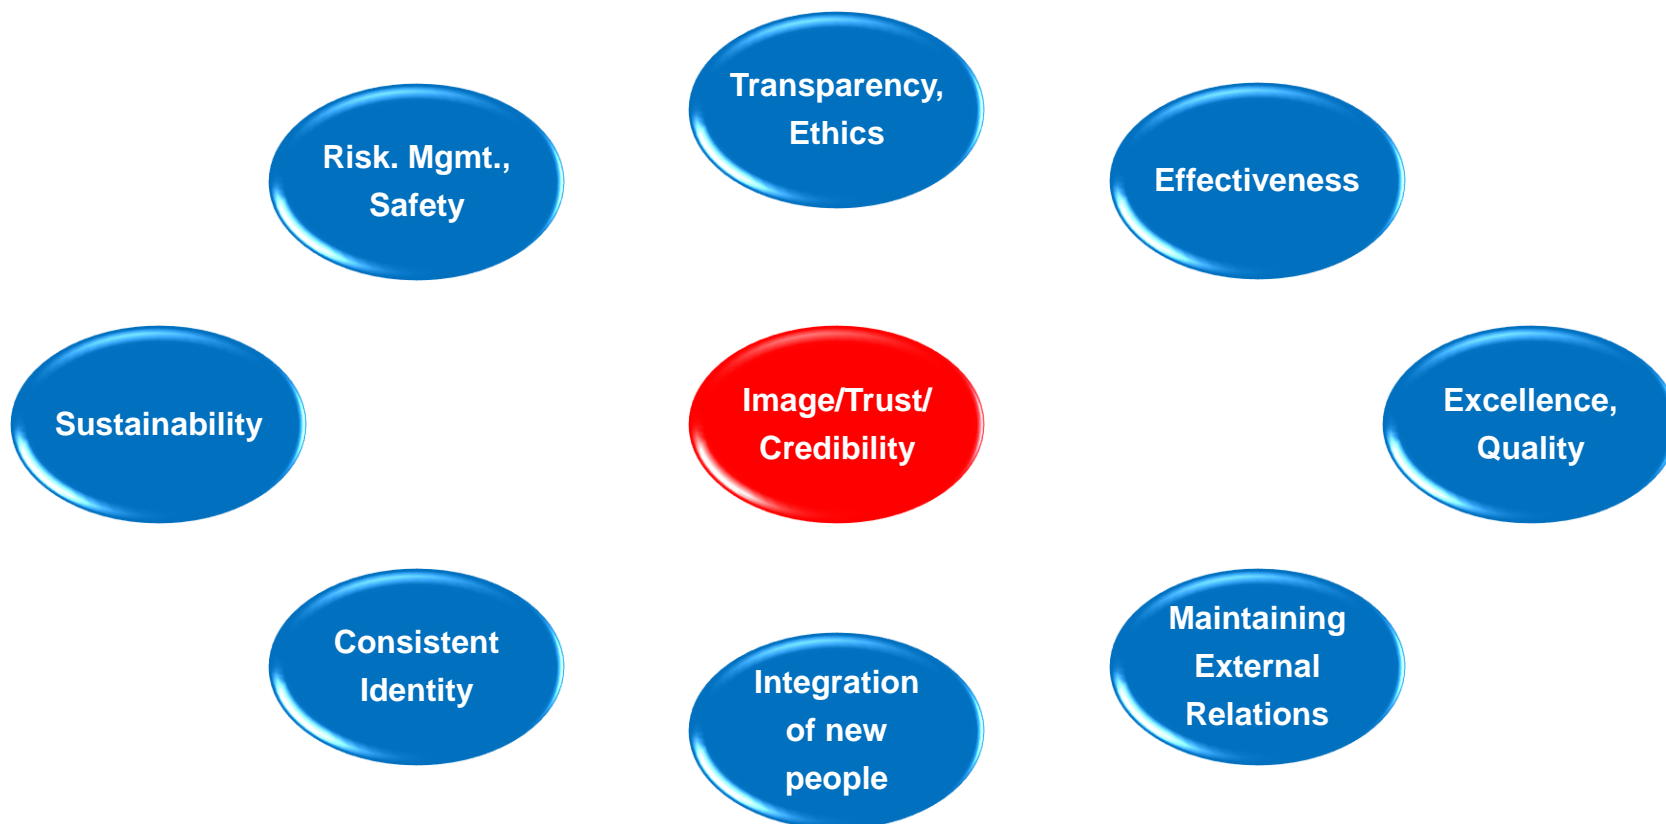 Transparency,
Ethics
Risk. Mgmt.,
Safety
Effectiveness
Sustainability
Image/Trust/
Credibility
Excellence,
Quality
Consistent
Identity
Integration
of new
people
Maintaining
External
Relations